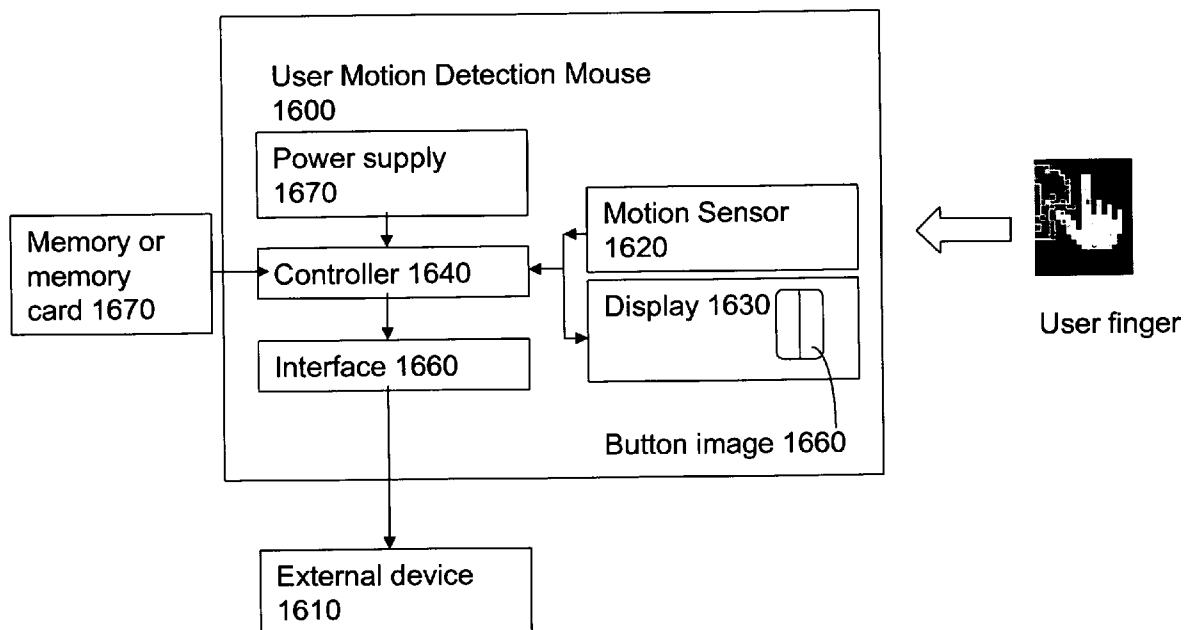 User Motion Detection Mouse
1600
Power supply
1670
Motion Sensor
1620
Memory or
memory
card 1670
Controller 1640
Display 1630
User finger
Interface 1660
Button image 1660
External device
1610